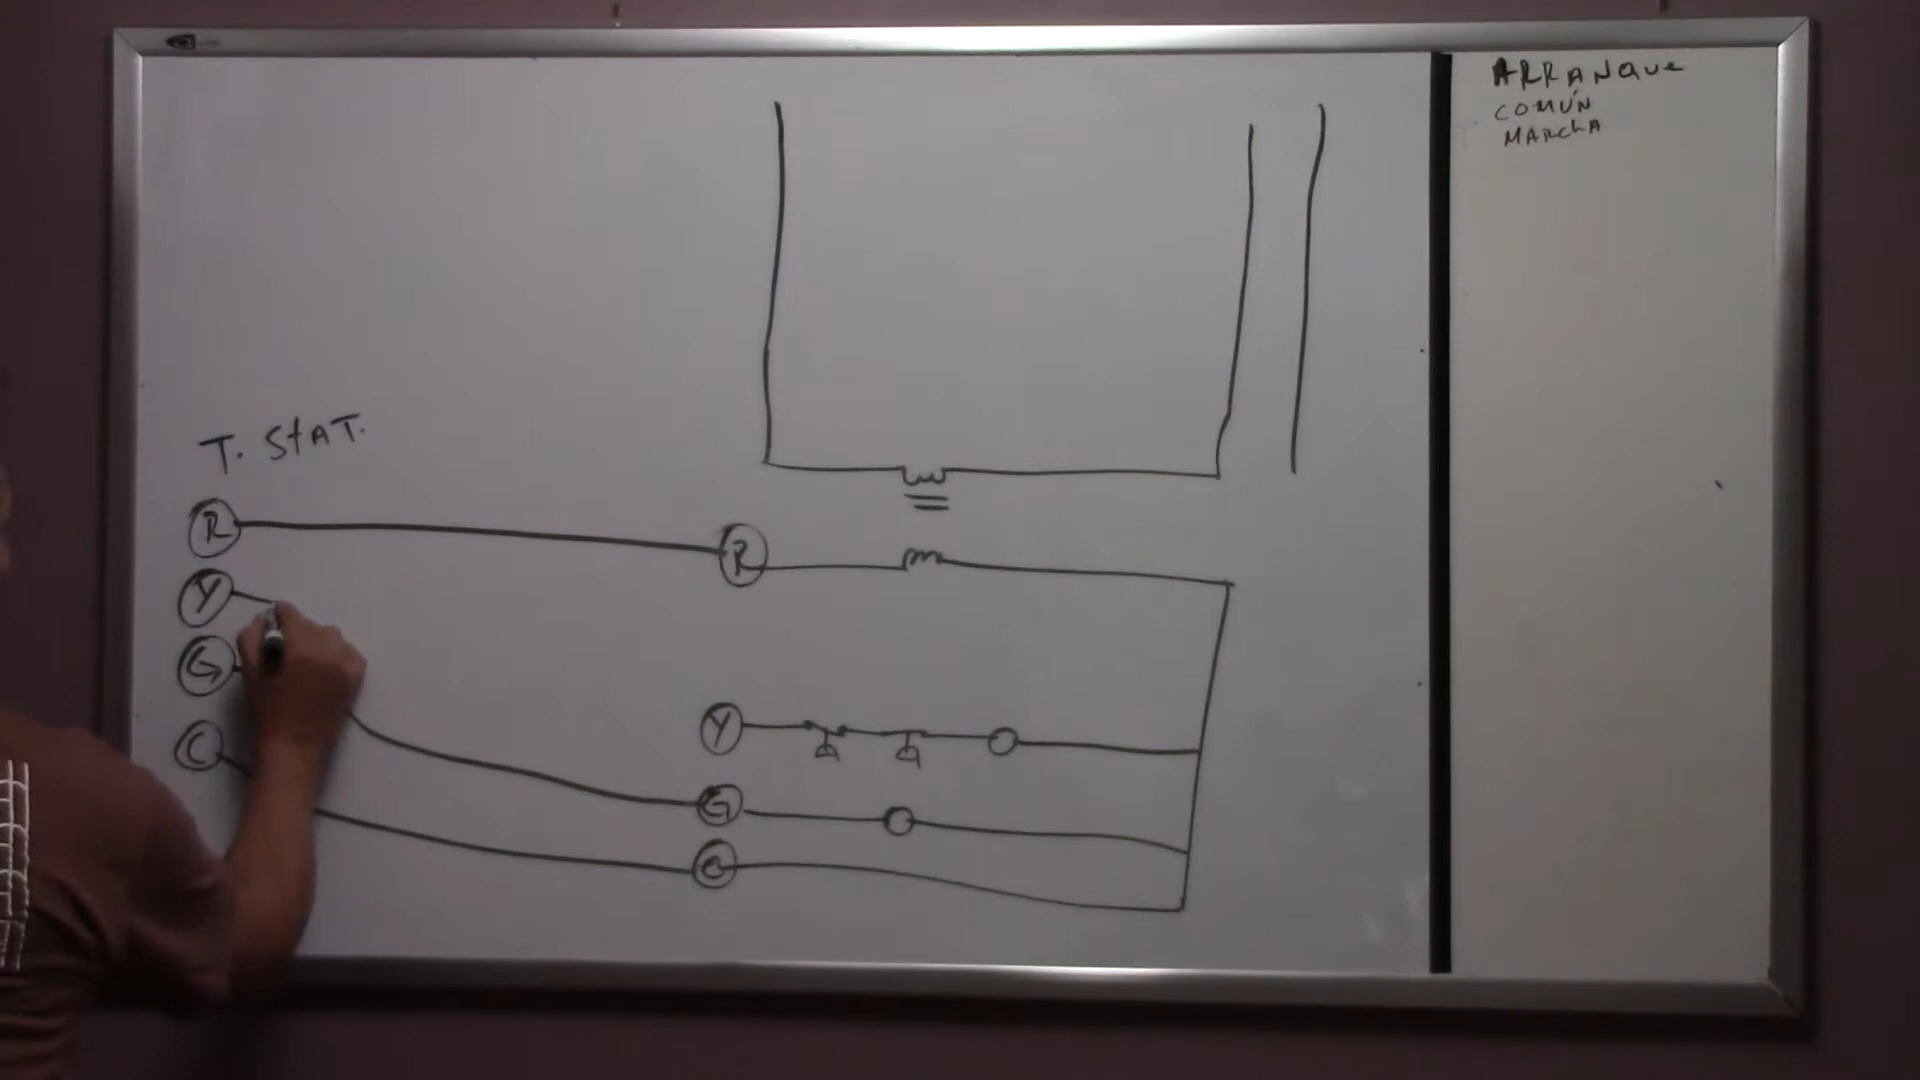 ARRANQUE
COMÚN
MARCHA
T. STAT.
R
R
Y
G
C
Y
G
C